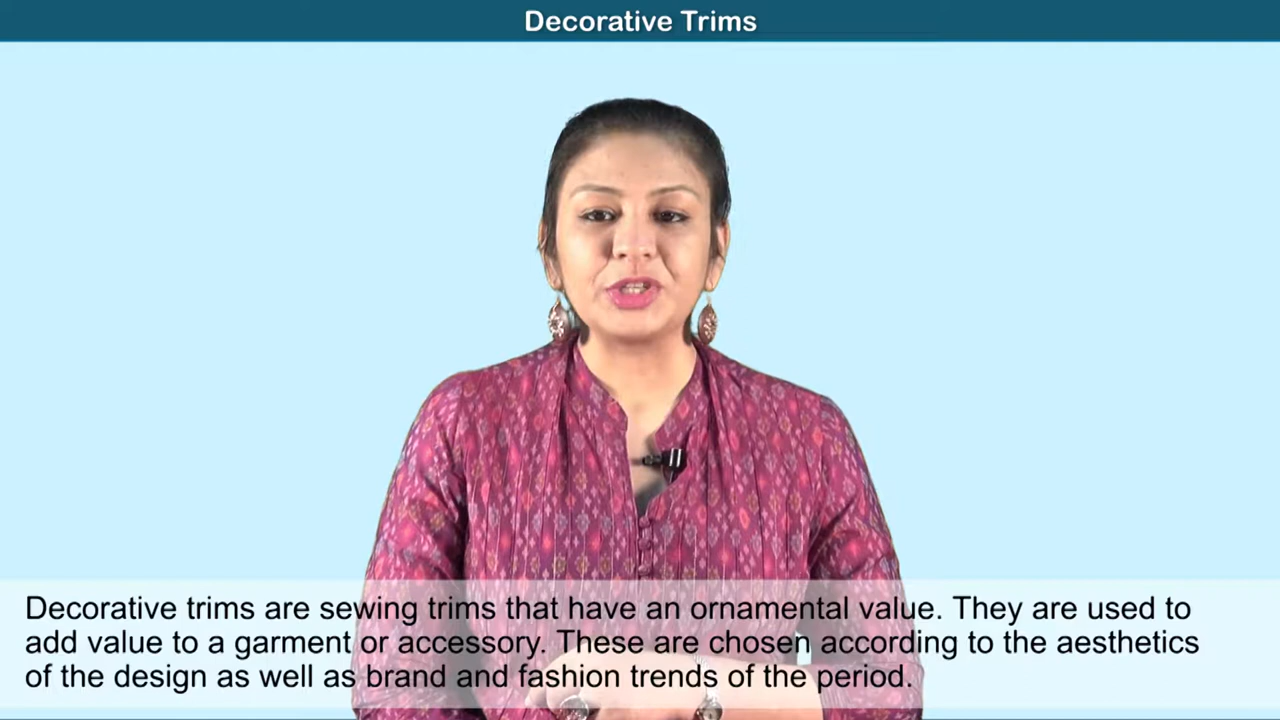 Decorative Trims
Decorative trims are sewing trims that have an ornamental value. They are used to
add value to a garment or accessory. These are chosen according to the aesthetics
of the design as well as brand and fashion trends of the period.